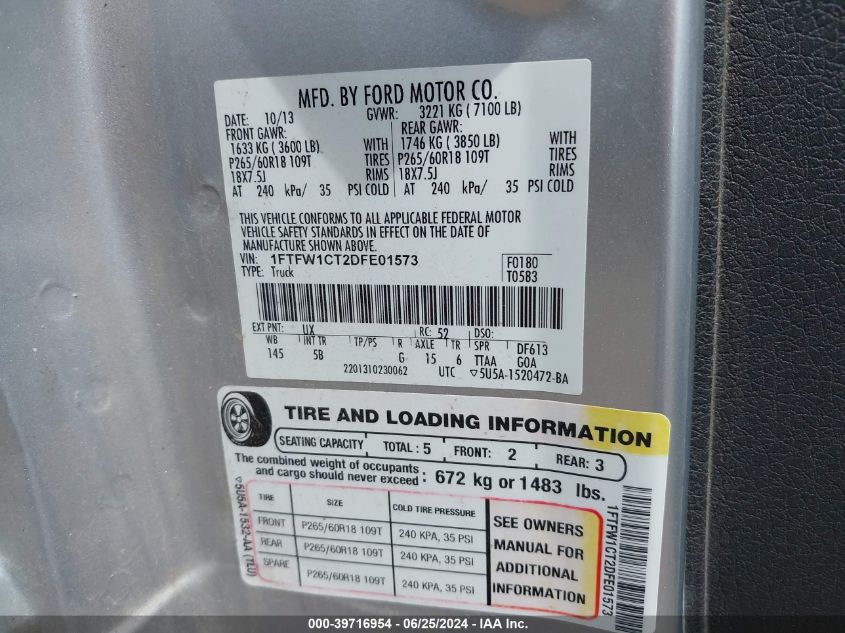 MFD. BY FORD MOTOR CO.
DATE: 10/13 GVWR: 3221 KG ( 7100 LB)
FRONT GAWR: REAR GAWR:
1633 KG ( 3600 LB) WITH 1746 KG ( 3850 LB) WITH
P265/60R18 109T TIRES P265/60R18 109T TIRES
18X7.5J RIMS 18X7.5J RIMS
AT 240 kPa/ 35 PSI COLD AT 240 kPa/ 35 PSI COLD
THIS VEHICLE CONFORMS TO ALL APPLICABLE FEDERAL MOTOR
VEHICLE SAFETY STANDARDS IN EFFECT ON THE DATE OF
MANUFACTURE SHOWN ABOVE.
VIN: 1FTFW1CT2DFE01573 F0180
TYPE: Truck T0583
EXT PNT: UX RC: 52 DSO:
WB INT TR TP/PS R AXLE TR SPR DF613
145 5B G 15 6 TTAA GOA
2201310230062 UTC ▽5U5A-1520472-BA
TIRE AND LOADING INFORMATION
SEATING CAPACITY TOTAL : 5 FRONT: 2 REAR: 3
The combined weight of occupants
and cargo should never exceed : 672 kg or 1483 lbs.
TIRE SIZE COLD TIRE PRESSURE
FRONT P265/60R18 109T 240 KPA, 35 PSI
REAR P265/60R18 109T 240 KPA, 35 PSI
SPARE P265/60R18 109T 240 KPA, 35 PSI
SEE OWNERS
MANUAL FOR
ADDITIONAL
INFORMATION
▽5U5A-1532-AA (TLU)
1FTFW1CT2DFE01573
000-39716954 - 06/25/2024 - IAA Inc.